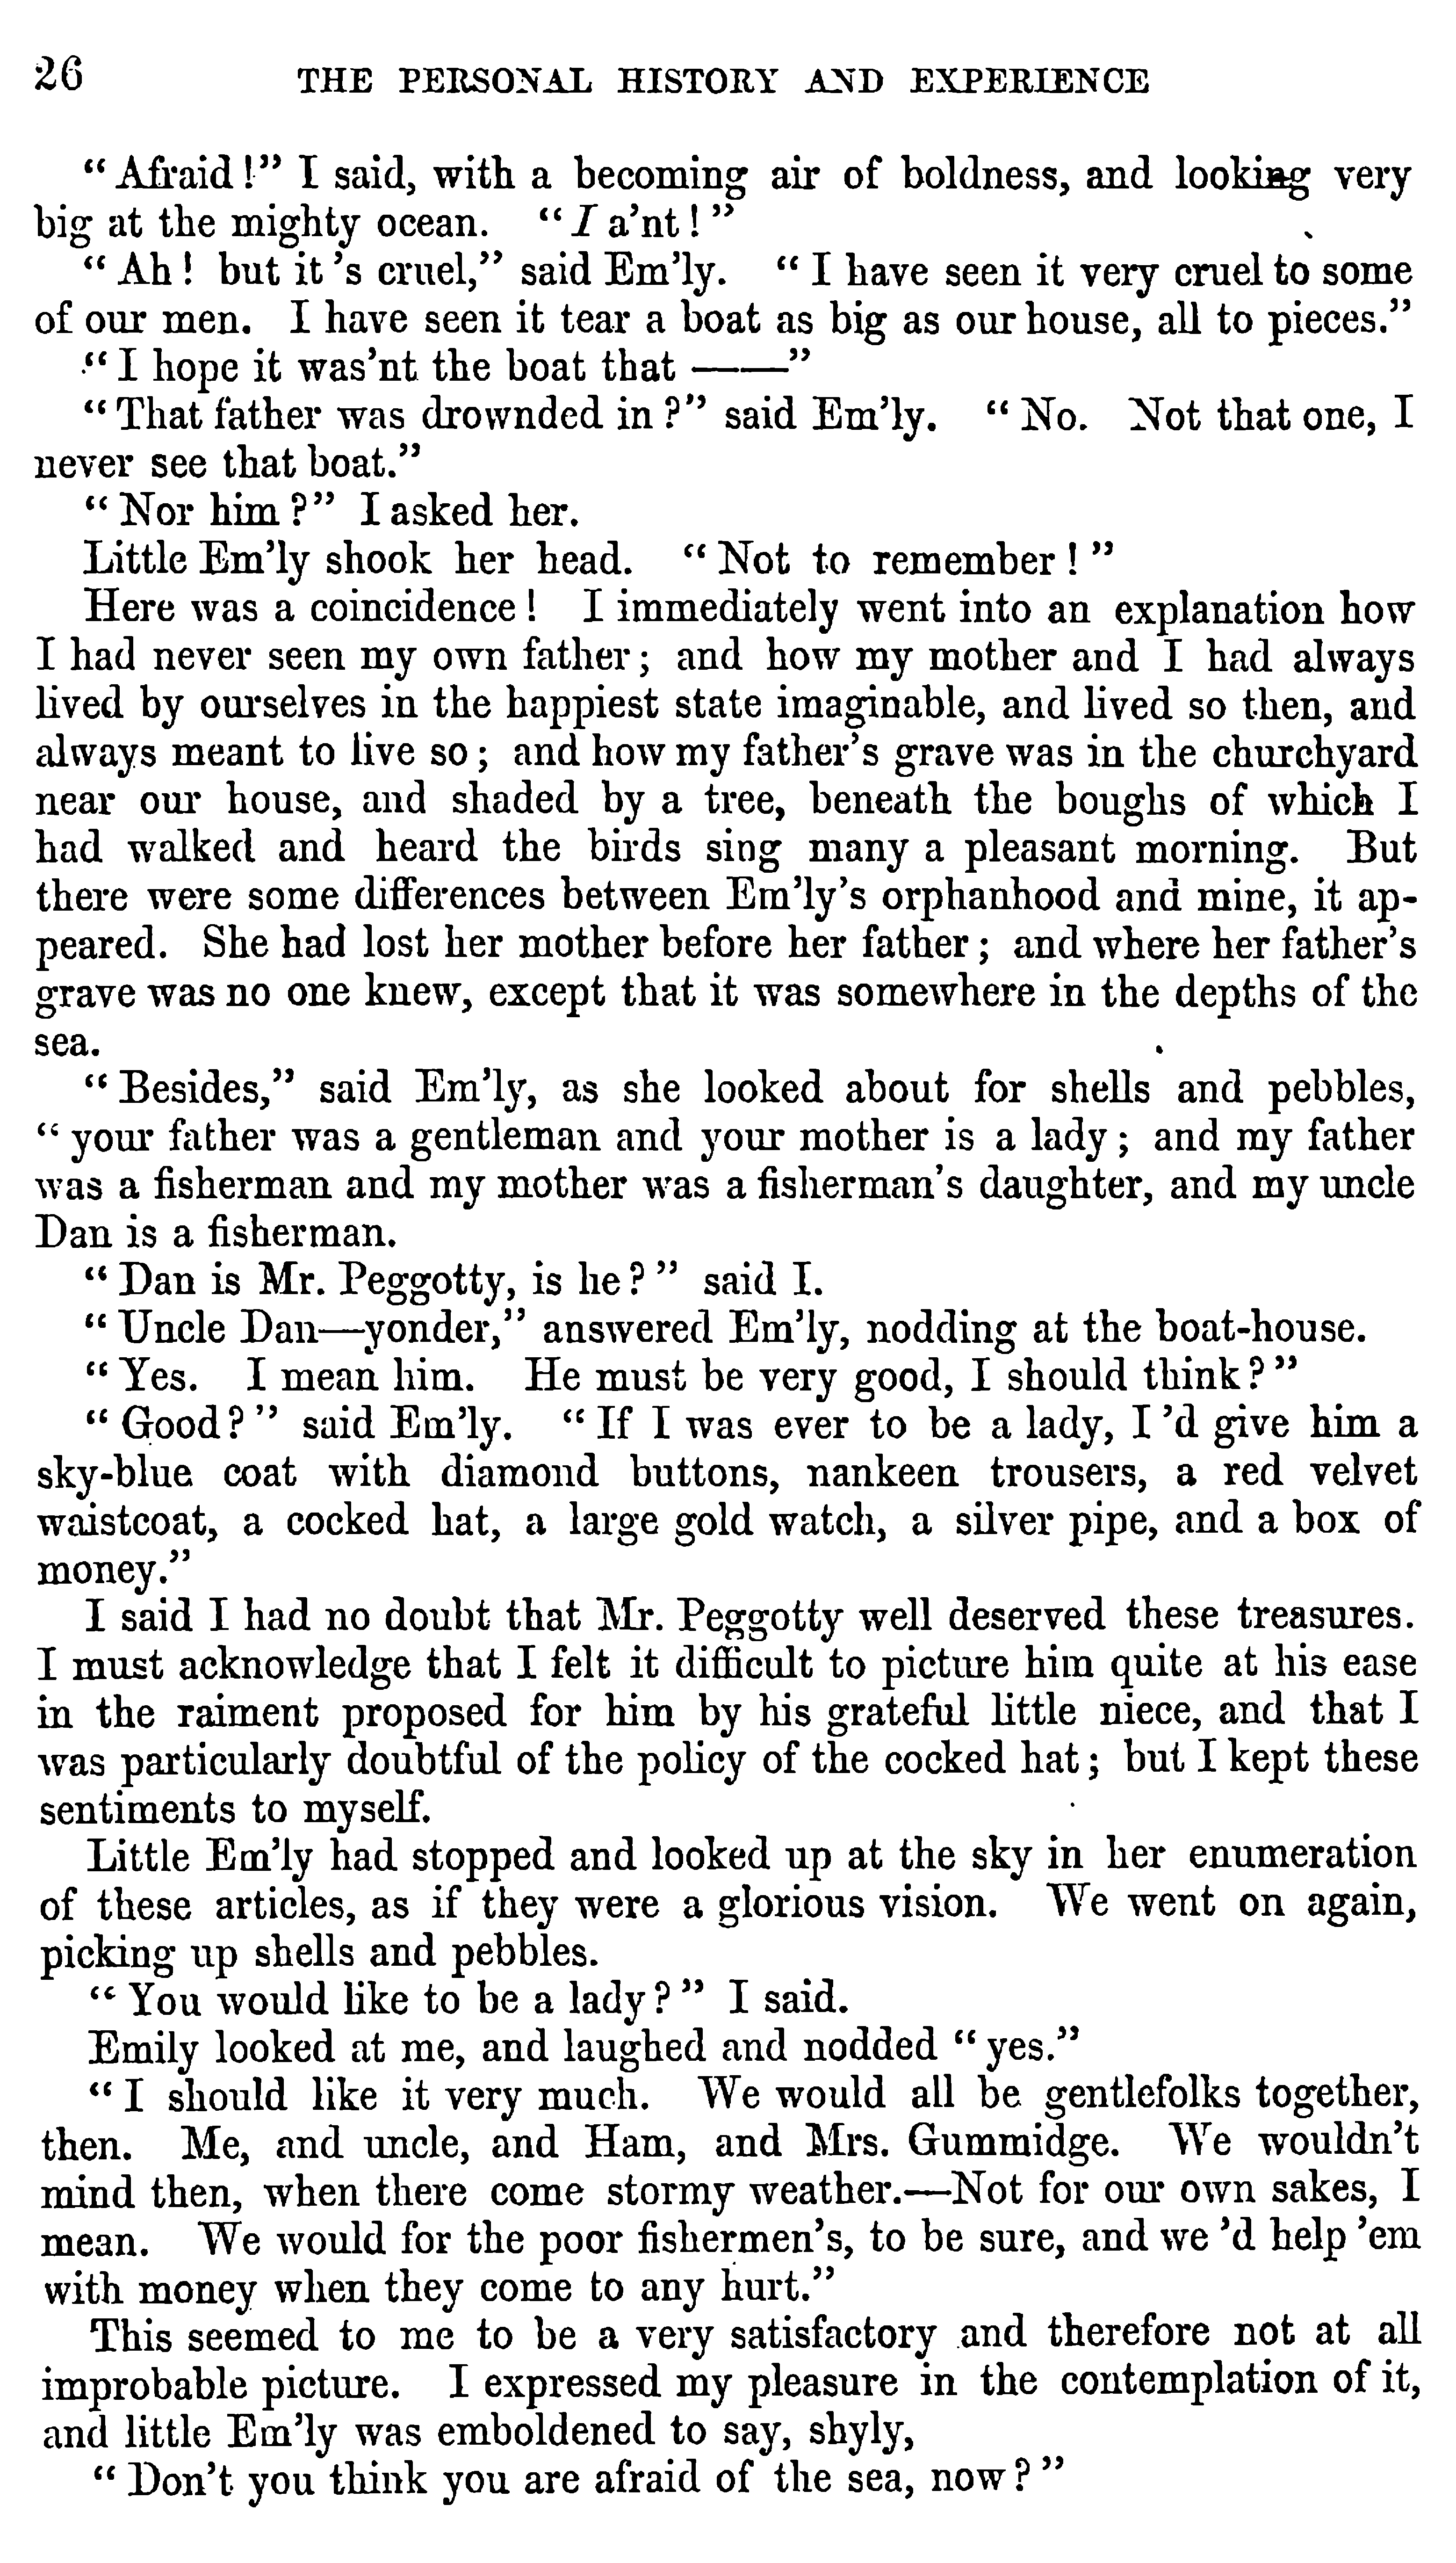 26 THE PERSONAL HISTORY AND EXPERIENCE
“Afraid!” I said, with a becoming air of boldness, and looking very
big at the mighty ocean. “I a'nt!”
“Ah! but it 's cruel,” said Em'ly. “I have seen it very cruel to some
of our men. I have seen it tear a boat as big as our house, all to pieces.”
“I hope it was'nt the boat that ——”
“That father was drownded in?” said Em'ly. “No. Not that one, I
never see that boat.”
“Nor him?” I asked her.
Little Em'ly shook her head. “Not to remember!”
Here was a coincidence! I immediately went into an explanation how
I had never seen my own father; and how my mother and I had always
lived by ourselves in the happiest state imaginable, and lived so then, and
always meant to live so; and how my father's grave was in the churchyard
near our house, and shaded by a tree, beneath the boughs of which I
had walked and heard the birds sing many a pleasant morning. But
there were some differences between Em'ly's orphanhood and mine, it ap-
peared. She had lost her mother before her father; and where her father's
grave was no one knew, except that it was somewhere in the depths of the
sea.
“Besides,” said Em'ly, as she looked about for shells and pebbles,
“your father was a gentleman and your mother is a lady; and my father
was a fisherman and my mother was a fisherman's daughter, and my uncle
Dan is a fisherman.
“Dan is Mr. Peggotty, is he?” said I.
“Uncle Dan—yonder,” answered Em'ly, nodding at the boat-house.
“Yes. I mean him. He must be very good, I should think?”
“Good?” said Em'ly. “If I was ever to be a lady, I 'd give him a
sky-blue coat with diamond buttons, nankeen trousers, a red velvet
waistcoat, a cocked hat, a large gold watch, a silver pipe, and a box of
money.”
I said I had no doubt that Mr. Peggotty well deserved these treasures.
I must acknowledge that I felt it difficult to picture him quite at his ease
in the raiment proposed for him by his grateful little niece, and that I
was particularly doubtful of the policy of the cocked hat; but I kept these
sentiments to myself.
Little Em'ly had stopped and looked up at the sky in her enumeration
of these articles, as if they were a glorious vision. We went on again,
picking up shells and pebbles.
“You would like to be a lady?” I said.
Emily looked at me, and laughed and nodded “yes.”
“I should like it very much. We would all be gentlefolks together,
then. Me, and uncle, and Ham, and Mrs. Gummidge. We wouldn't
mind then, when there come stormy weather.—Not for our own sakes, I
mean. We would for the poor fishermen's, to be sure, and we 'd help 'em
with money when they come to any hurt.”
This seemed to me to be a very satisfactory and therefore not at all
improbable picture. I expressed my pleasure in the contemplation of it,
and little Em'ly was emboldened to say, shyly,
“Don't you think you are afraid of the sea, now?”